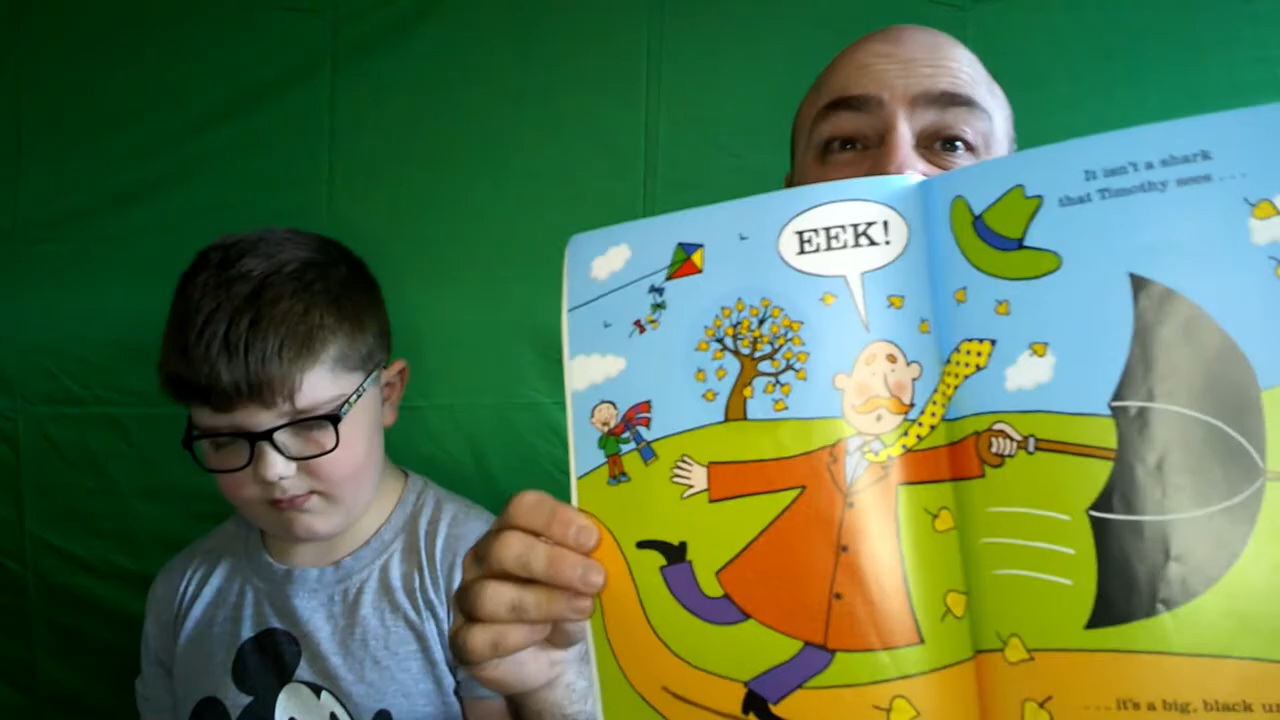 EEK!
It isn't a shark
that Timothy sees . . .
. . . it's a big, black